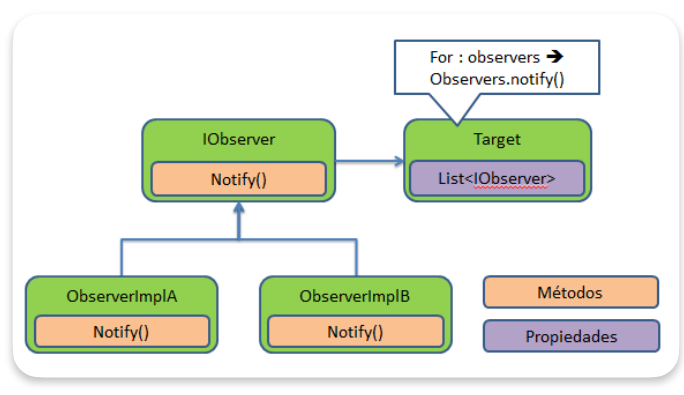 For : observers ➔
Observers.notify()
IObserver
Target
Notify()
List<IObserver>
ObserverImplA
ObserverImplB
Métodos
Notify()
Notify()
Propiedades